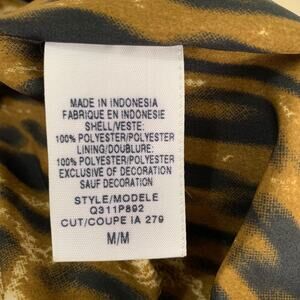 MADE IN INDONESIA
FABRIQUE EN INDONESIE
SHELL/VESTE:
100% POLYESTER/POLYESTER
LINING/DOUBLURE:
100% POLYESTER/POLYESTER
EXCLUSIVE OF DECORATION
SAUF DECORATION
STYLE/MODELE
Q311P892
CUT/COUPE IA 279
M/M